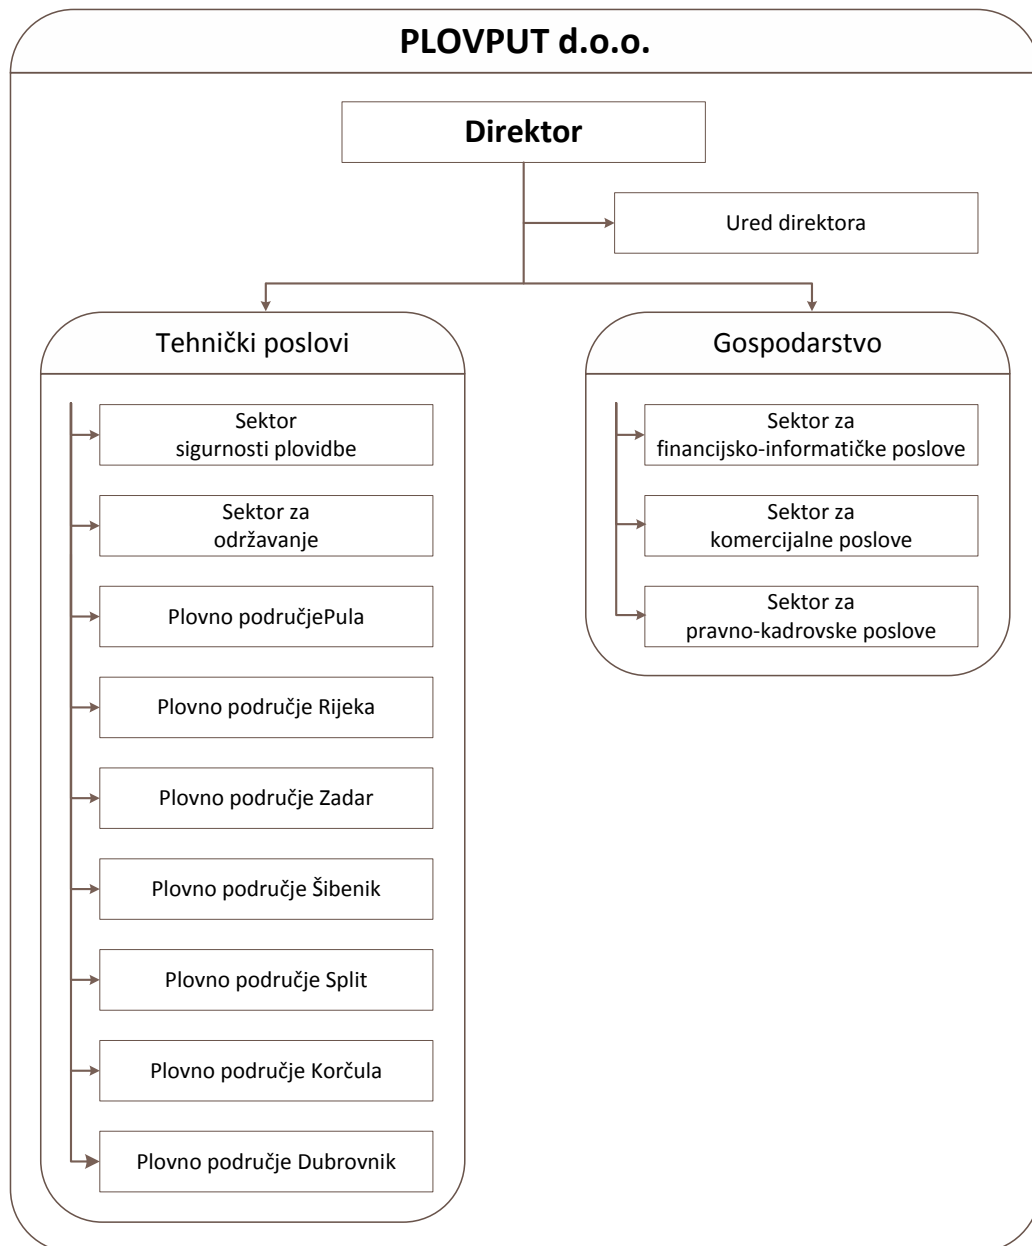 PLOVPUT d.o.o.
Direktor
Ured direktora
Tehnički poslovi
Sektor
sigurnosti plovidbe
Sektor za
održavanje
Plovno područjePula
Plovno područje Rijeka
Plovno područje Zadar
Plovno područje Šibenik
Plovno područje Split
Plovno područje Korčula
Plovno područje Dubrovnik
Gospodarstvo
Sektor za
financijsko-informatičke poslove
Sektor za
komercijalne poslove
Sektor za
pravno-kadrovske poslove